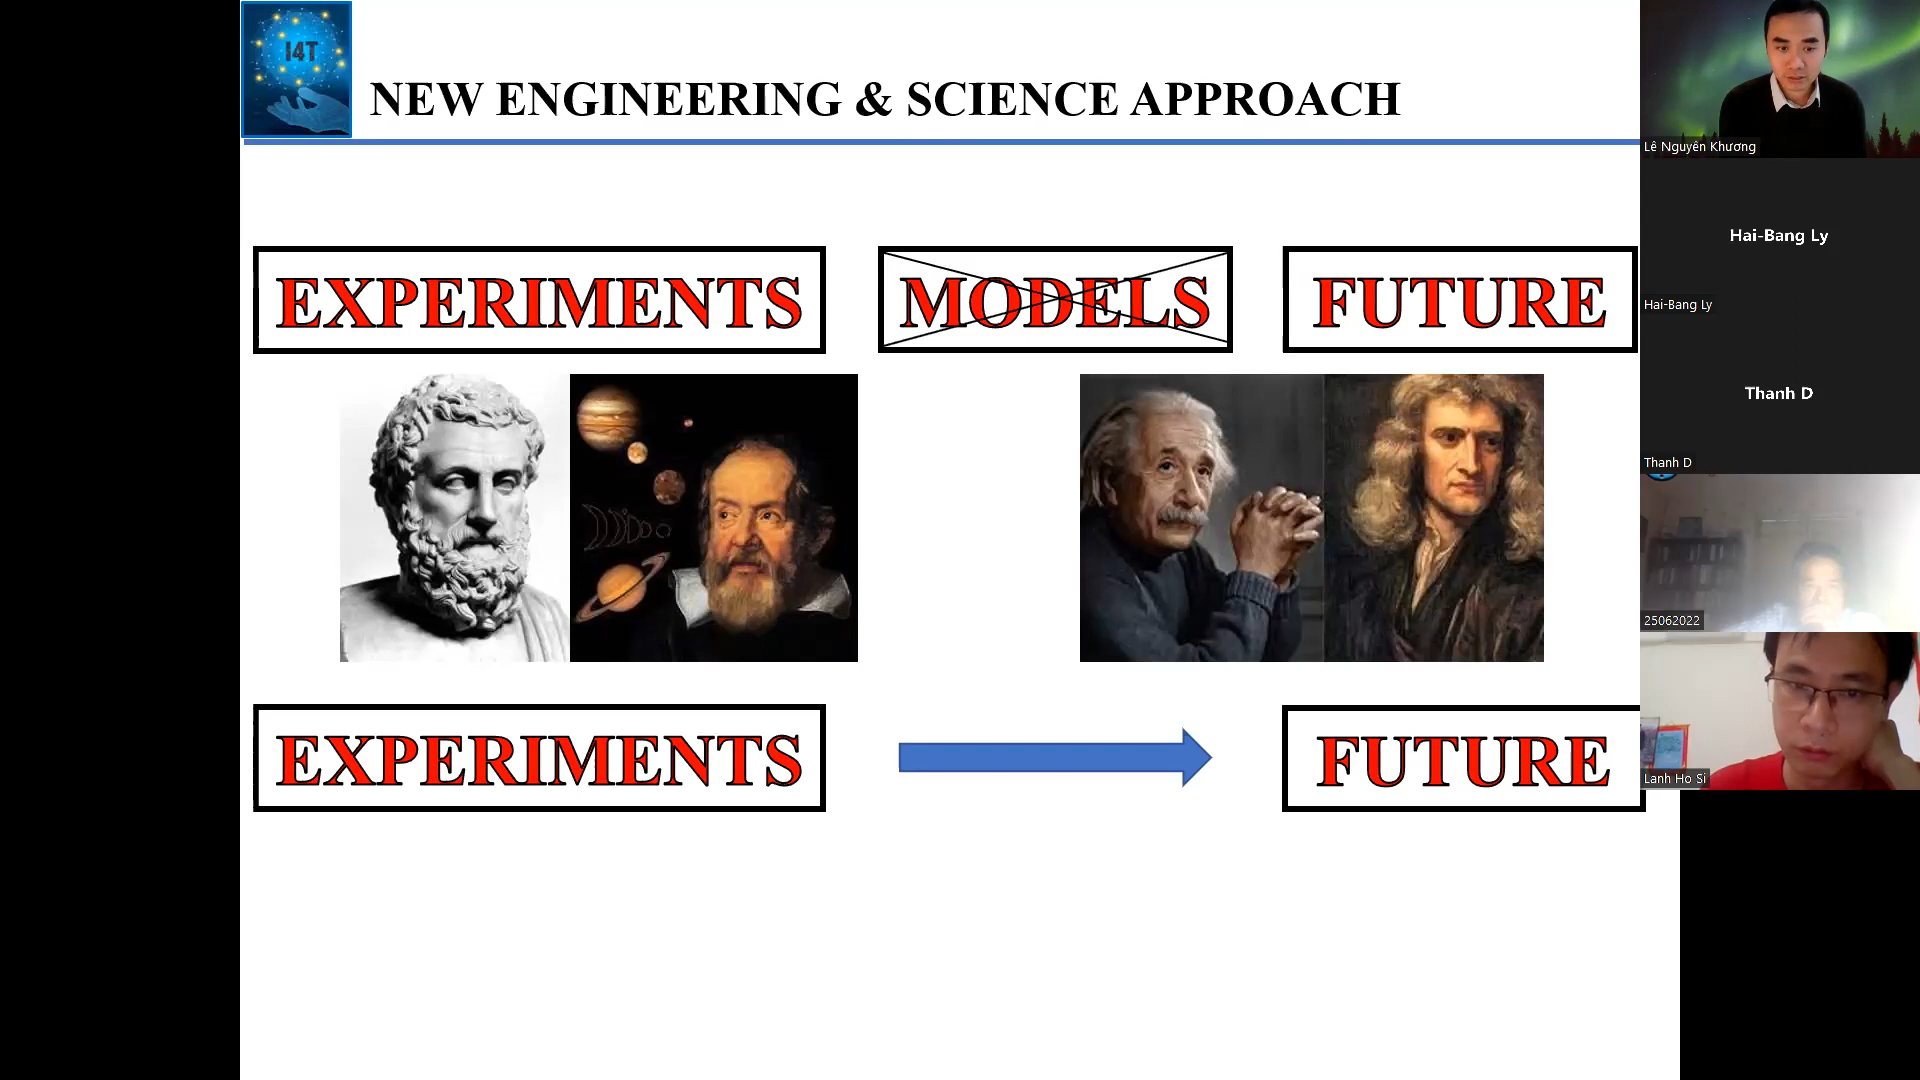 I4T
NEW ENGINEERING & SCIENCE APPROACH
EXPERIMENTS
MODELS
FUTURE
EXPERIMENTS
FUTURE
Lê Nguyên Khương
Hai-Bang Ly
Hai-Bang Ly
Thanh D
Thanh D
25062022
Lanh Ho Si